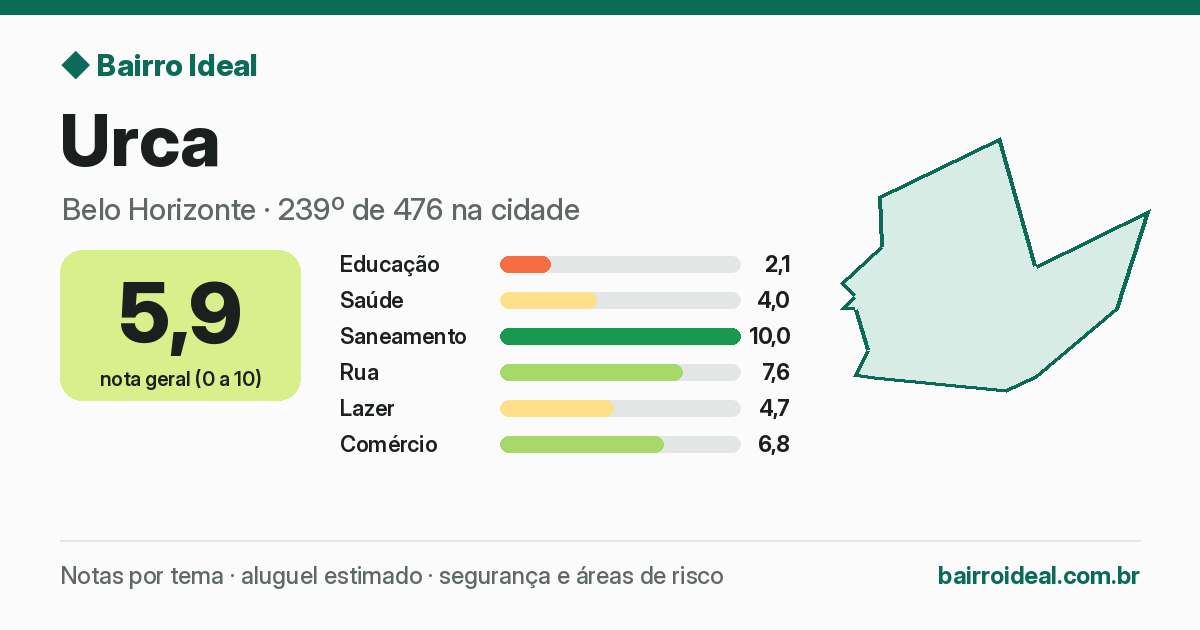 Bairro Ideal
Urca
Belo Horizonte · 239º de 476 na cidade
5,9
nota geral (0 a 10)
Educação 2,1
Saúde 4,0
Saneamento 10,0
Rua 7,6
Lazer 4,7
Comércio 6,8
Notas por tema · aluguel estimado · segurança e áreas de risco
bairroideal.com.br